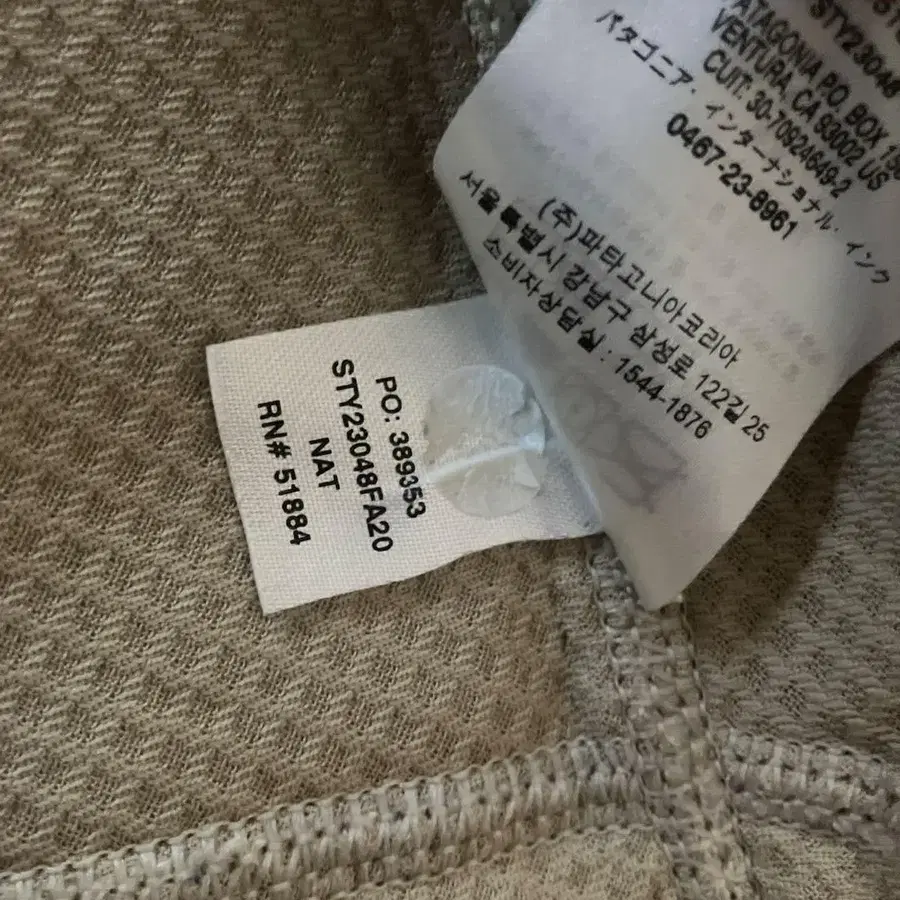 STY23048
PATAGONIA P.O. BOX 150
VENTURA, CA 93002 US
CUIT: 30-70924649-2
パタゴニア・インターナショナル・インク
0467-23-8961
(주)파타고니아코리아
서울특별시 강남구 삼성로 122길 25
소비자상담실 : 1544-1876
PO: 389353
STY23048FA20
NAT
RN# 51884